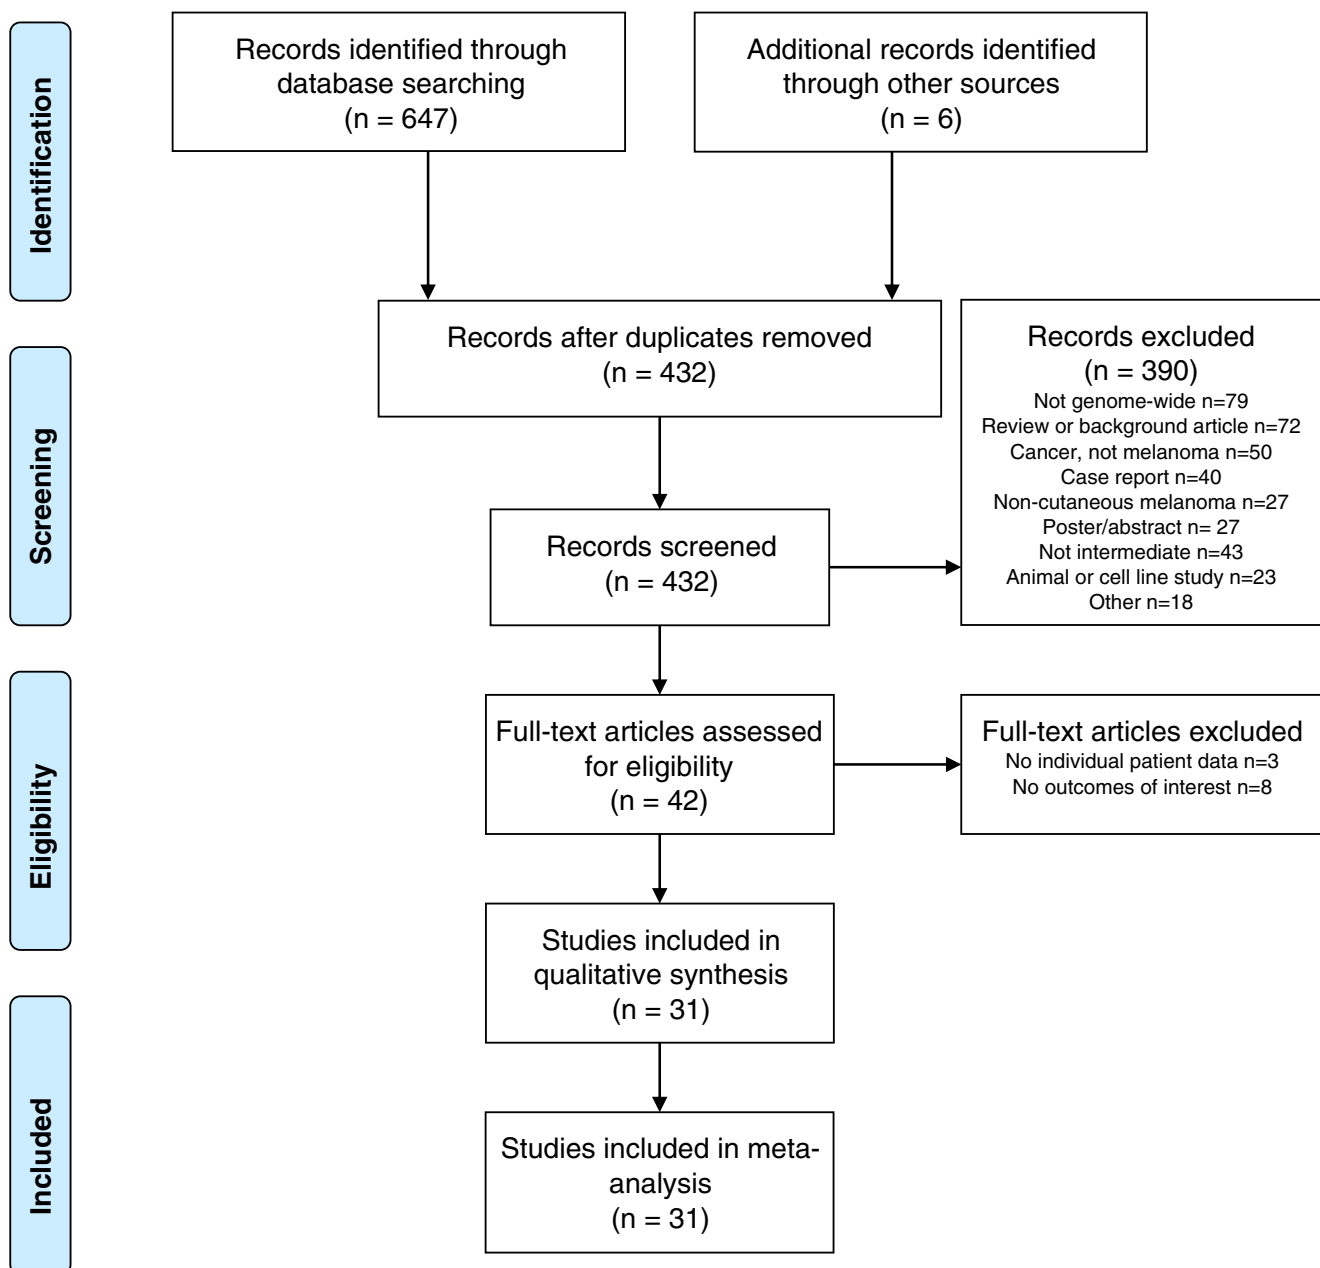 Identification
Records identified through
database searching
(n = 647)
Additional records identified
through other sources
(n = 6)
Records after duplicates removed
(n = 432)
Screening
Records screened
(n = 432)
Records excluded
(n = 390)
Not genome-wide n=79
Review or background article n=72
Cancer, not melanoma n=50
Case report n=40
Non-cutaneous melanoma n=27
Poster/abstract n= 27
Not intermediate n=43
Animal or cell line study n=23
Other n=18
Eligibility
Full-text articles assessed
for eligibility
(n = 42)
Full-text articles excluded
No individual patient data n=3
No outcomes of interest n=8
Studies included in
qualitative synthesis
(n = 31)
Included
Studies included in meta-
analysis
(n = 31)